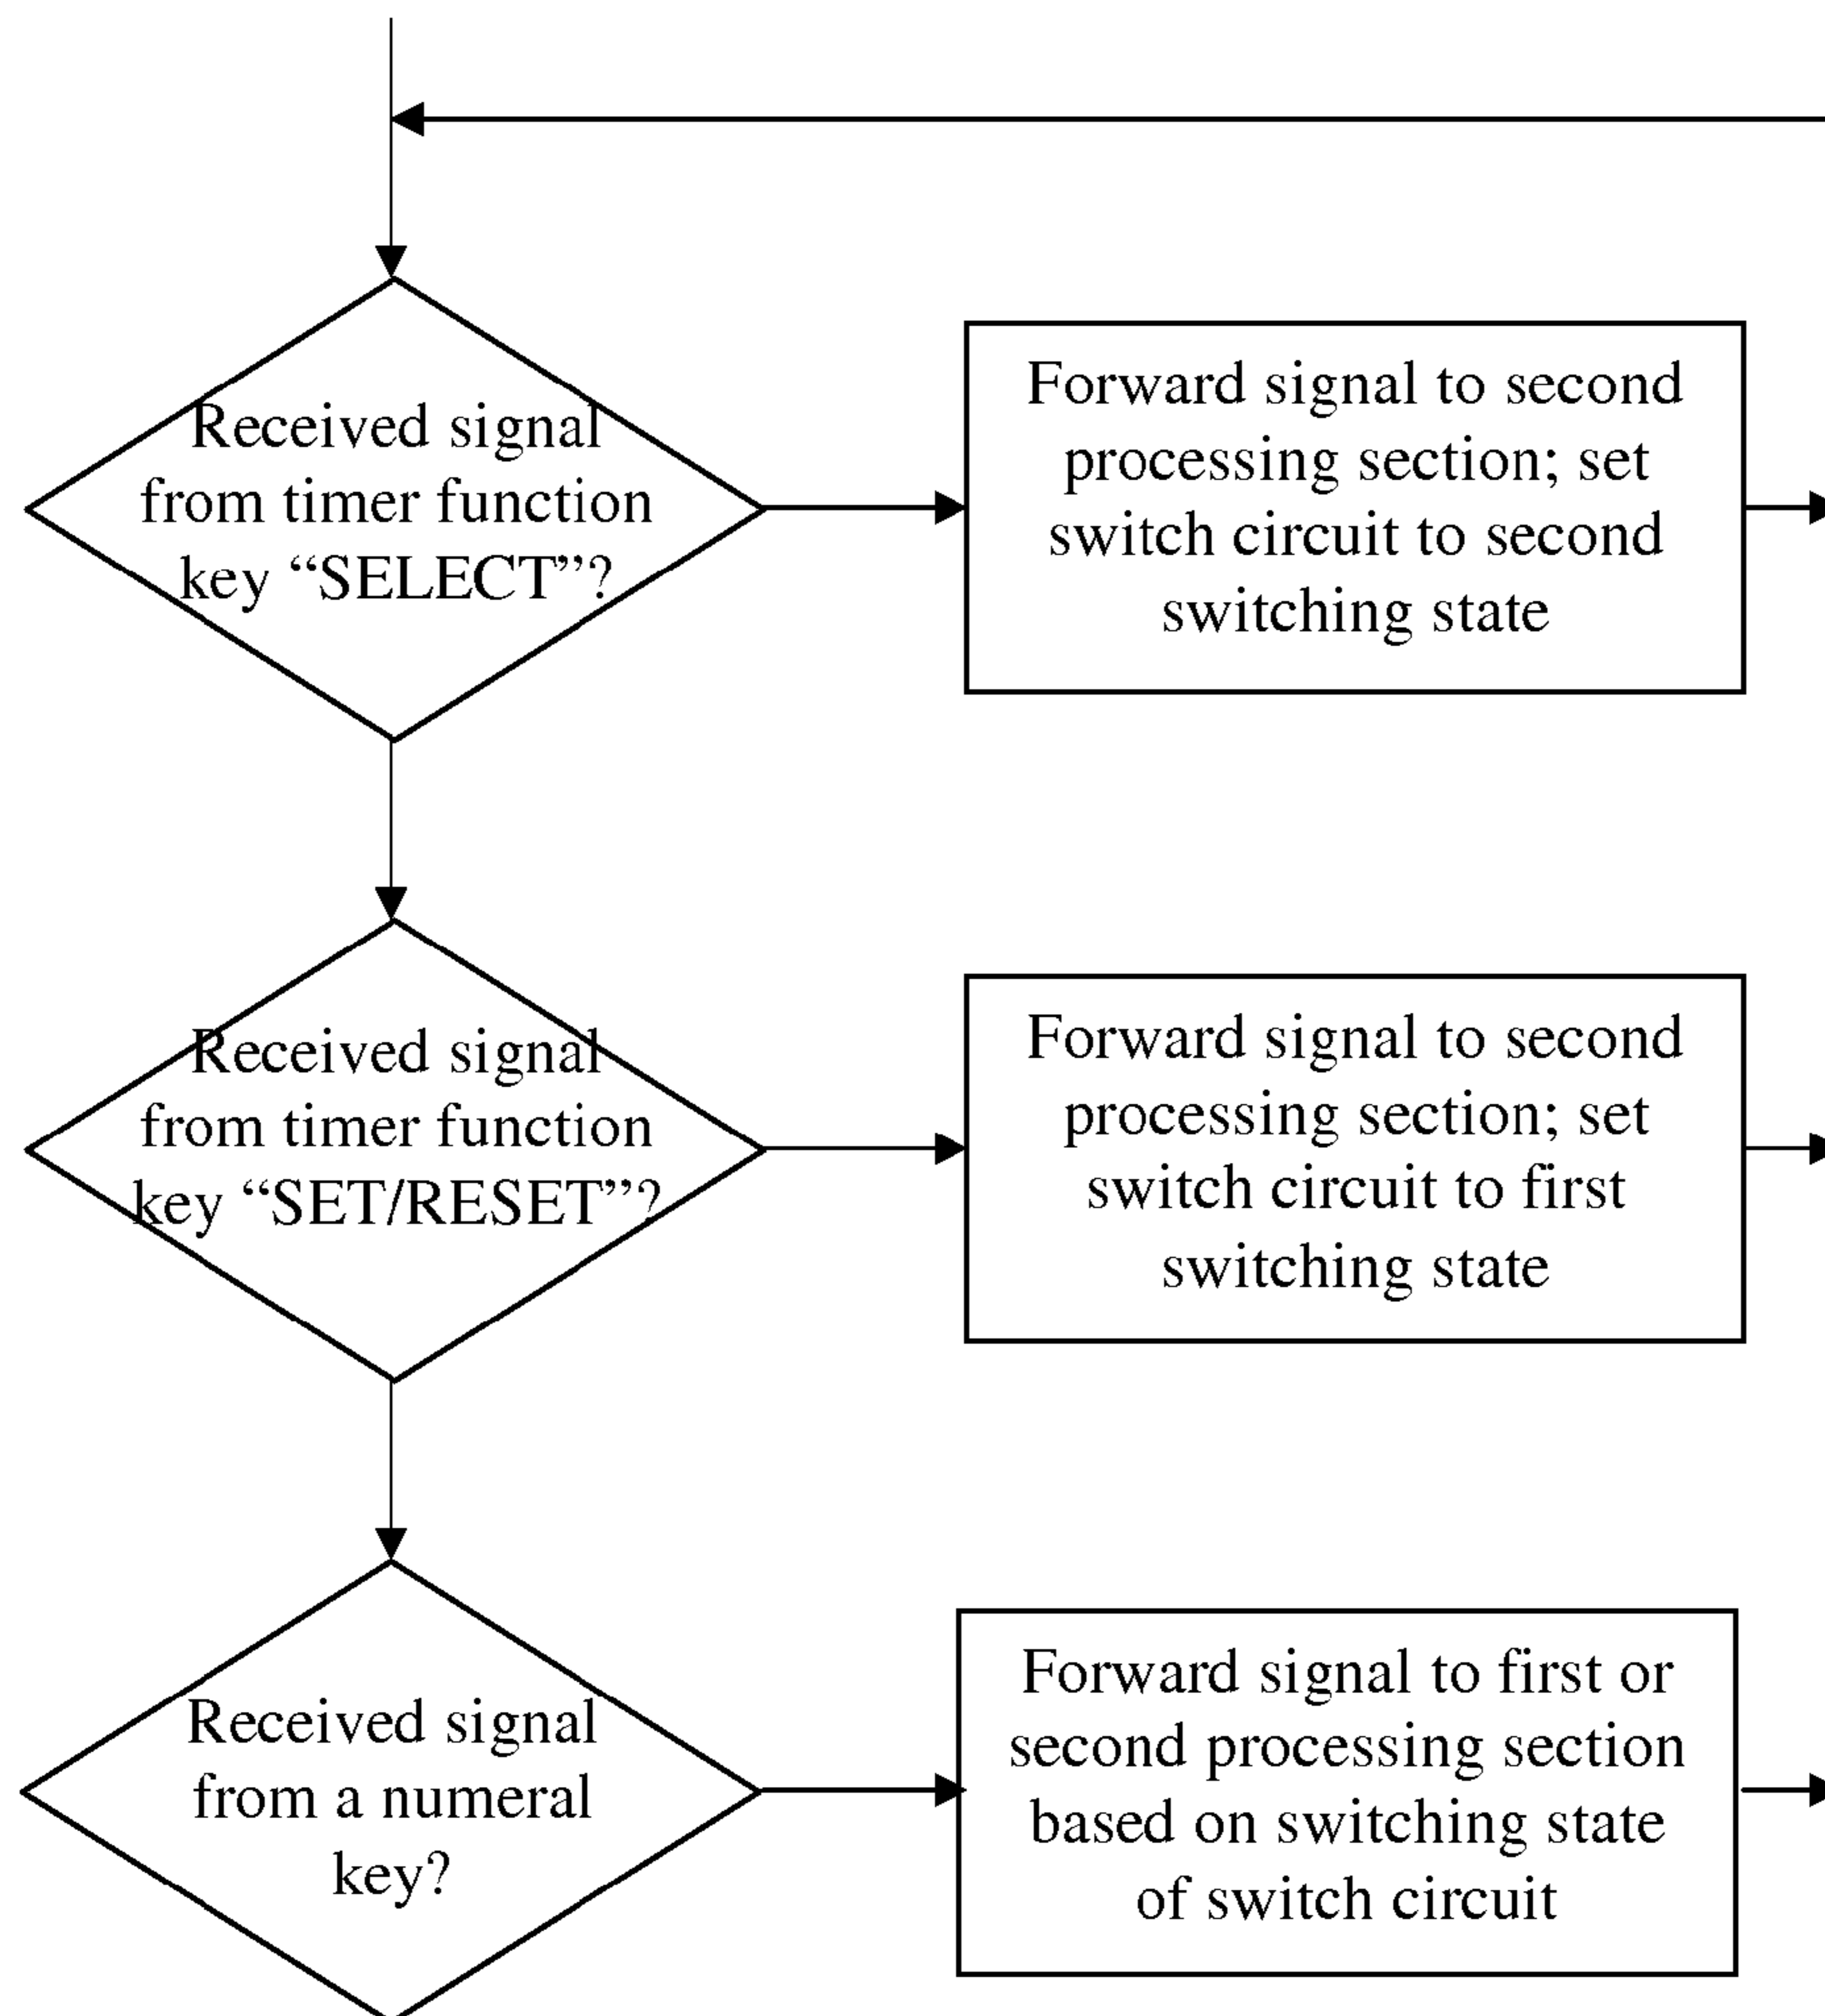 Received signal
from timer function
key “SELECT”?
Forward signal to second
processing section; set
switch circuit to second
switching state
Received signal
from timer function
key “SET/RESET”?
Forward signal to second
processing section; set
switch circuit to first
switching state
Received signal
from a numeral
key?
Forward signal to first or
second processing section
based on switching state
of switch circuit